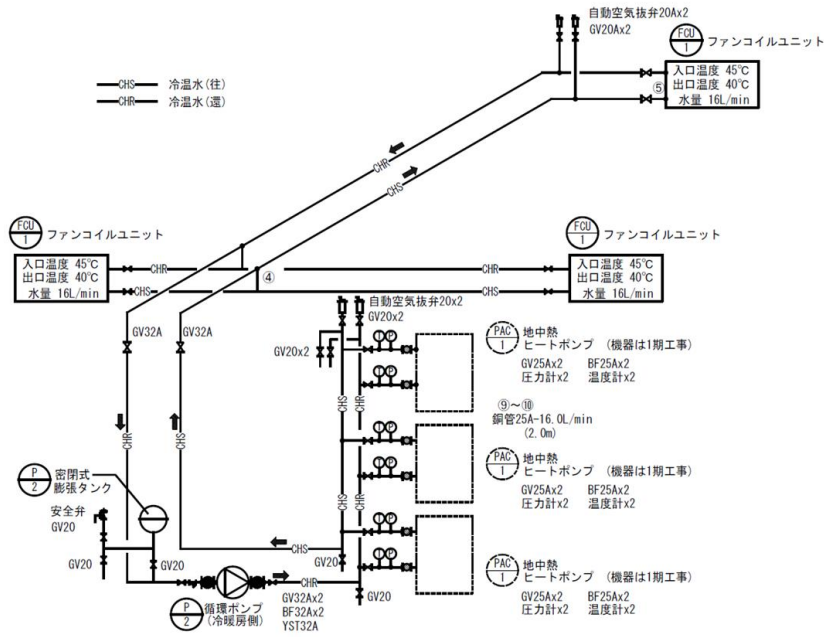 自動空気抜弁20Ax2
GV20Ax2
FCU
1
ファンコイルユニット
入口温度 45℃
出口温度 40℃
水量 16L/min
⑤
CHS 冷温水(往)
CHR 冷温水(還)
CHR
CHS
FCU
1
ファンコイルユニット
入口温度 45℃
出口温度 40℃
水量 16L/min
CHR
CHS
④
CHR
CHS
FCU
1
ファンコイルユニット
入口温度 45℃
出口温度 40℃
水量 16L/min
自動空気抜弁20x2
GV20x2
GV32A
GV32A
GV20x2
T P
T P
PAC
1
地中熱
ヒートポンプ (機器は1期工事)
GV25Ax2 BF25Ax2
圧力計x2 温度計x2
⑨～⑩
銅管25A-16.0L/min
(2.0m)
CHS
CHR
CHR
CHS
T P
T P
PAC
1
地中熱
ヒートポンプ (機器は1期工事)
GV25Ax2 BF25Ax2
圧力計x2 温度計x2
P
2
密閉式
膨張タンク
安全弁
GV20
GV20
GV20
CHS
CHR
CHS
GV20
T P
T P
PAC
1
地中熱
ヒートポンプ (機器は1期工事)
GV25Ax2 BF25Ax2
圧力計x2 温度計x2
CHR
GV20
P
2
循環ポンプ
(冷暖房側)
GV32Ax2
BF32Ax2
YST32A